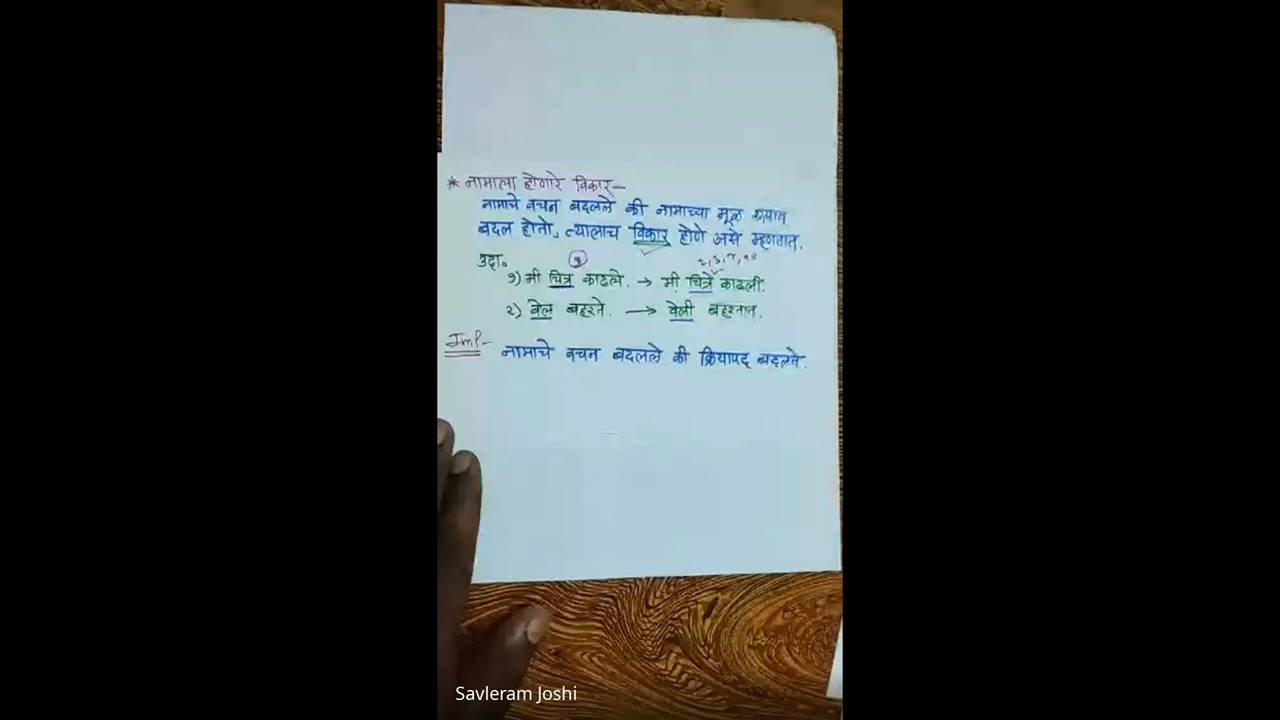 * नामाला होणारे विकार –
नामाचे वचन बदलले की नामाच्या मूळ रूपात
बदल होतो, त्यालाच विकार होणे असे म्हणतात.
उदा. १
१) मी चित्र काढले. → मी चित्रे काढली.
२) वेल बहरते. → वेली बहरतात.
Imp- नामाचे वचन बदलले की क्रियापद बदलते.
Savleram Joshi